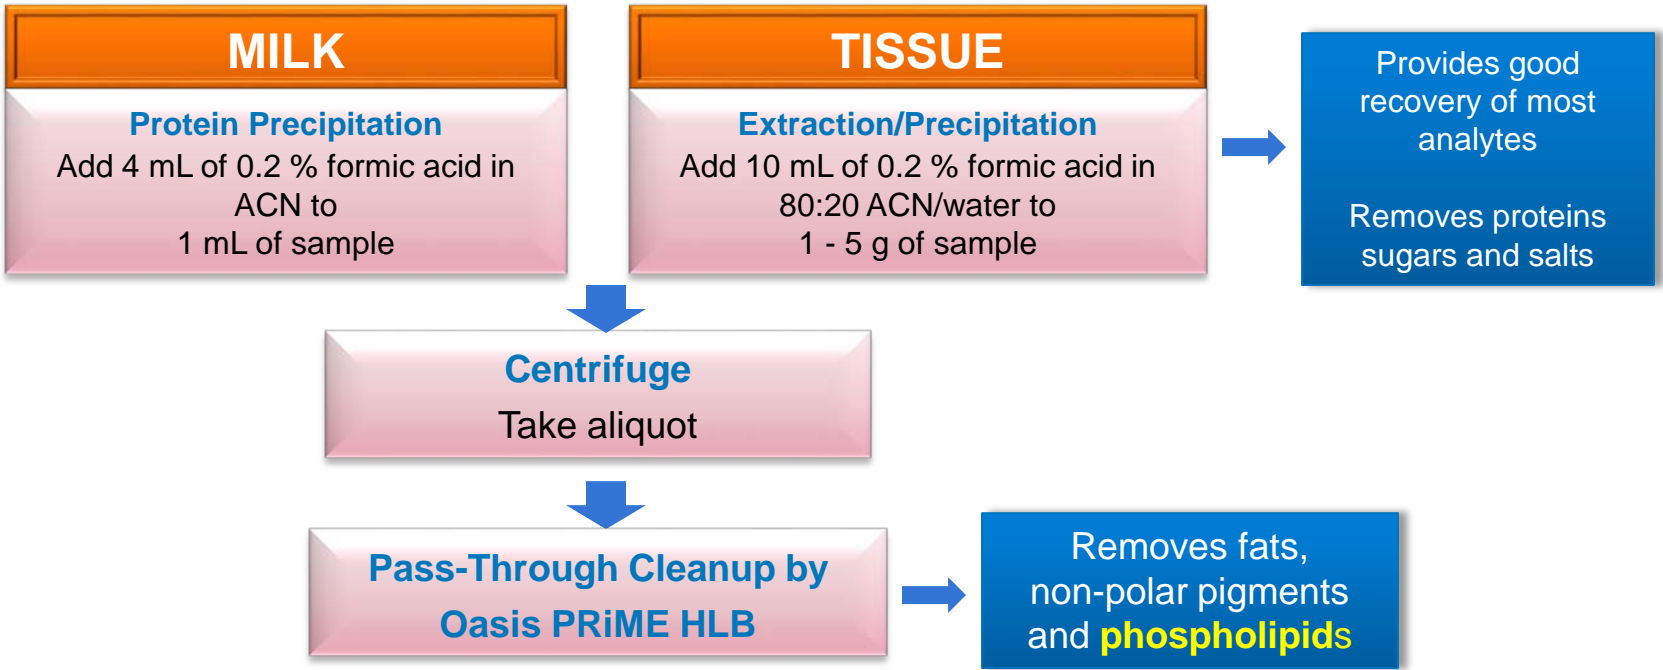 MILK
Protein Precipitation
Add 4 mL of 0.2 % formic acid in
ACN to
1 mL of sample
TISSUE
Extraction/Precipitation
Add 10 mL of 0.2 % formic acid in
80:20 ACN/water to
1 - 5 g of sample
Provides good
recovery of most
analytes
Removes proteins
sugars and salts
Centrifuge
Take aliquot
Pass-Through Cleanup by
Oasis PRiME HLB
Removes fats,
non-polar pigments
and phospholipids